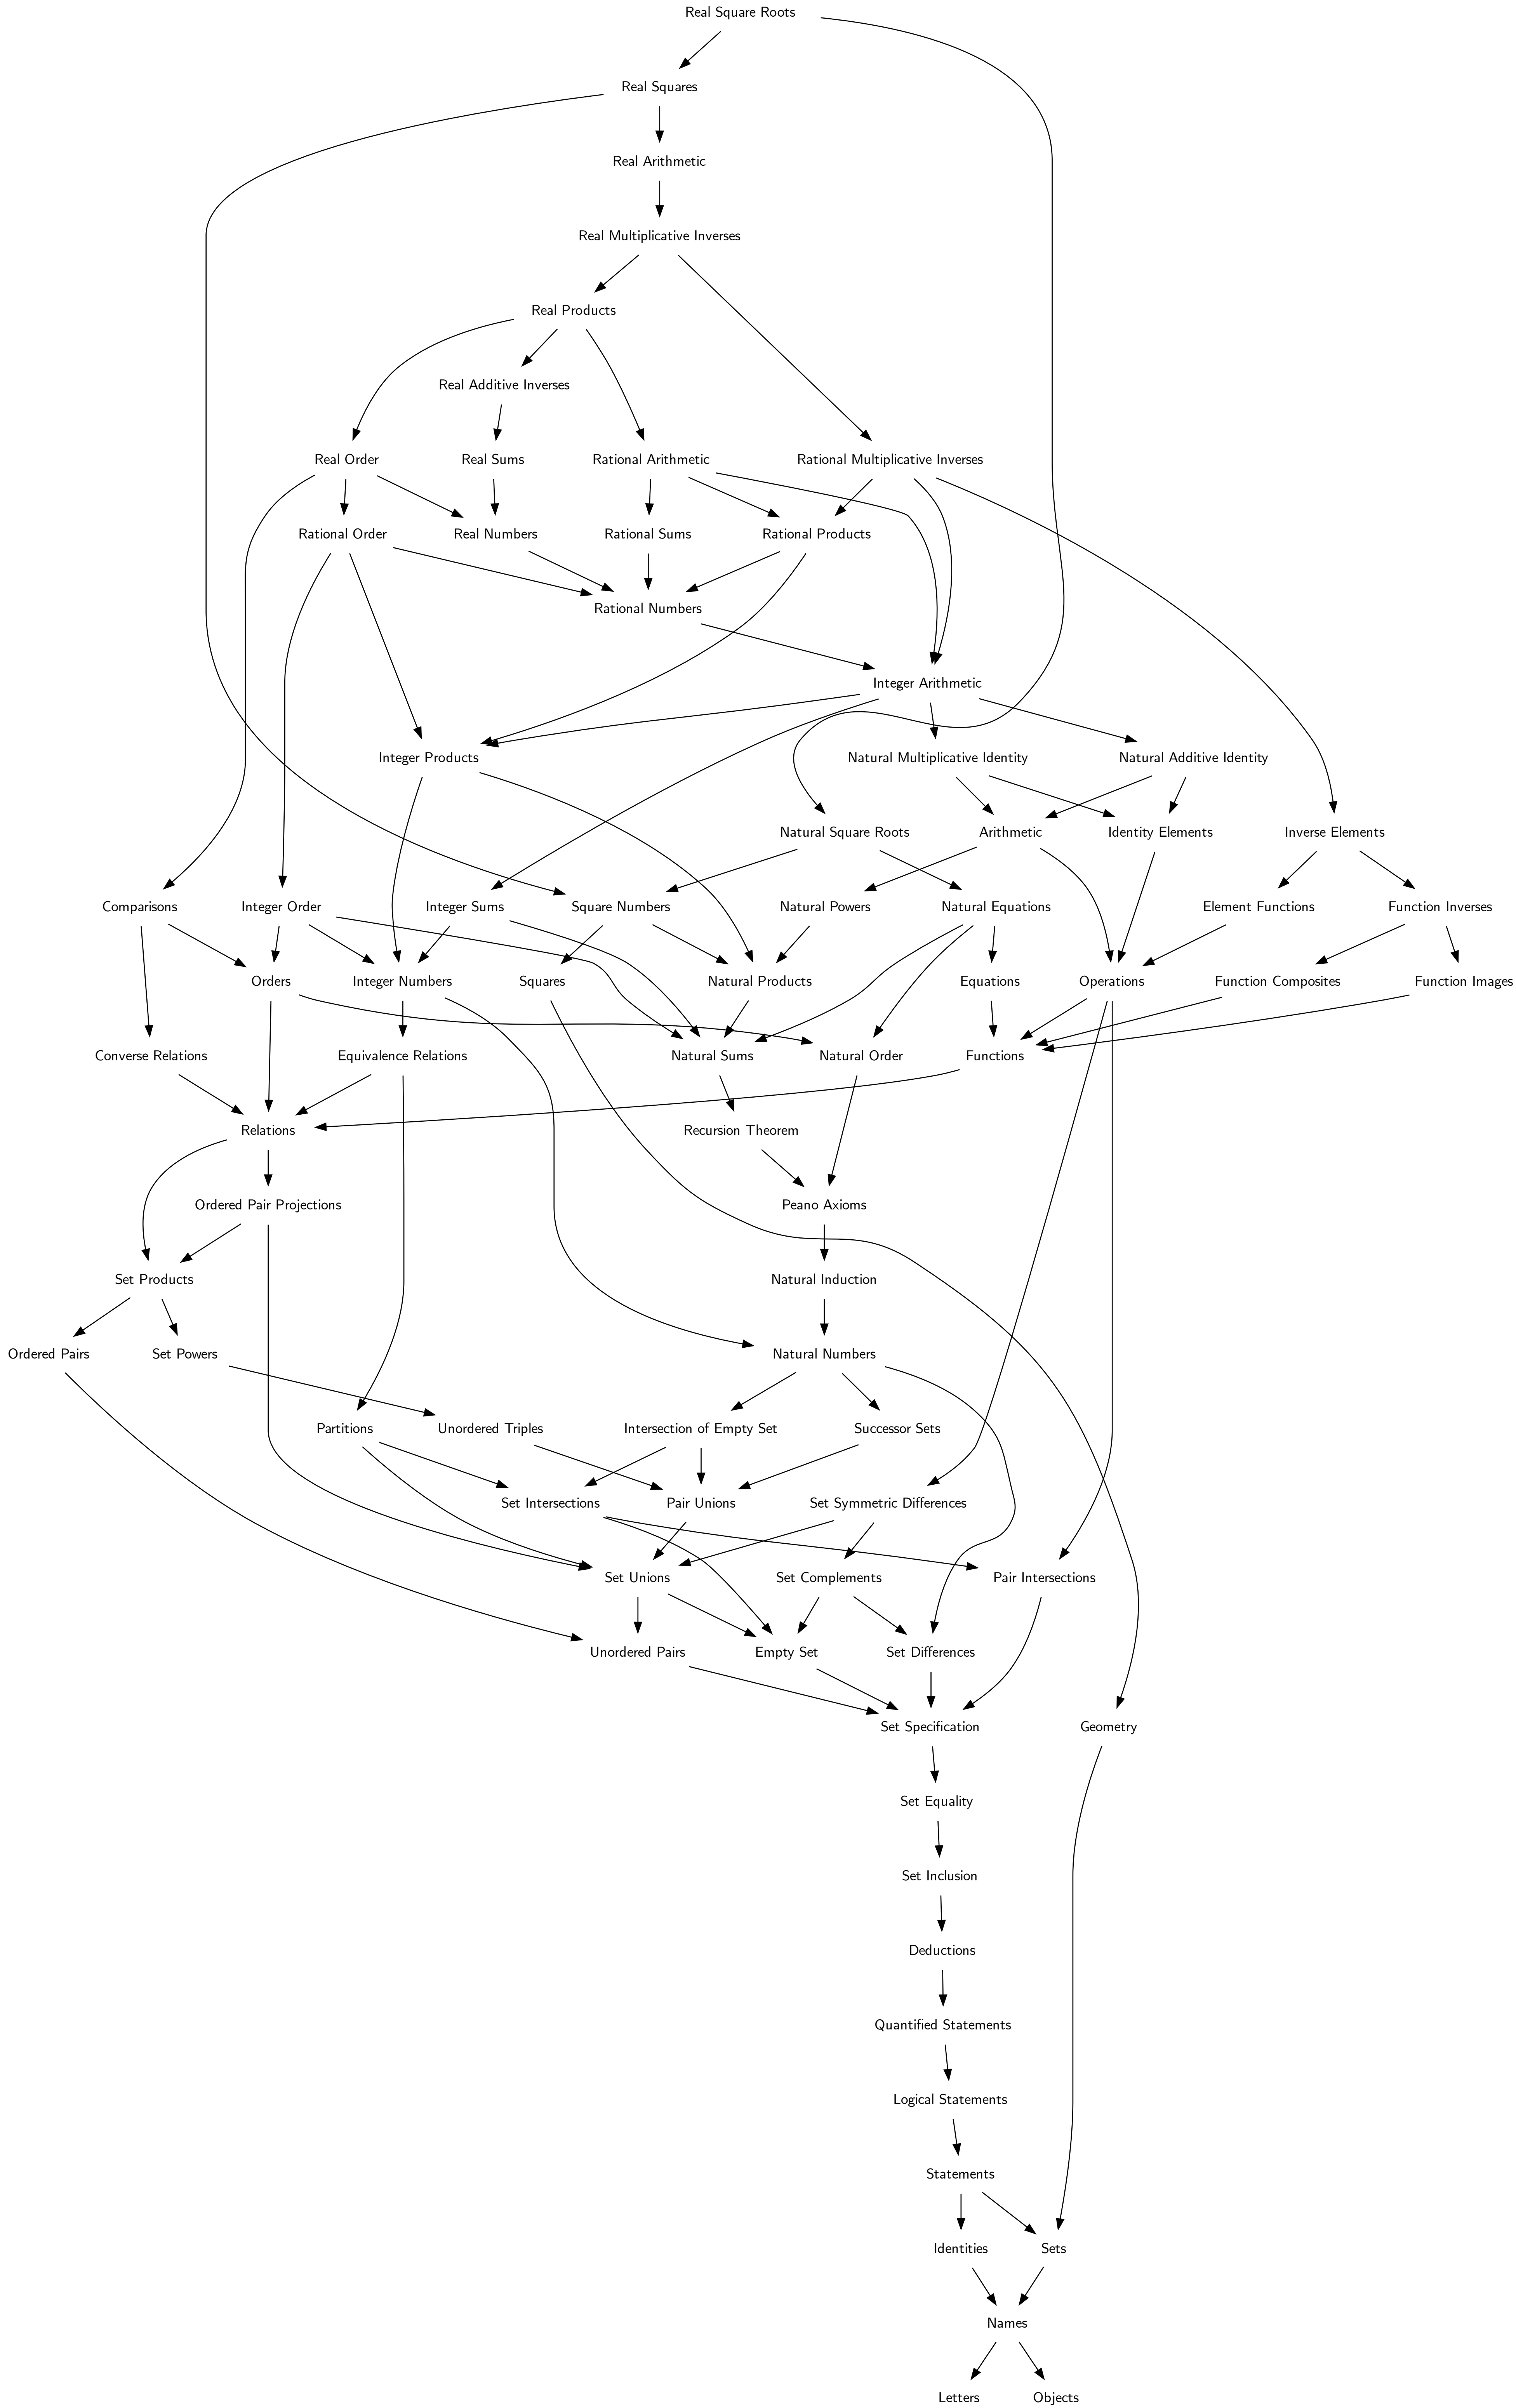 Real Square Roots
Real Squares
Real Arithmetic
Real Multiplicative Inverses
Real Products
Real Additive Inverses
Real Order
Real Sums
Rational Arithmetic
Rational Multiplicative Inverses
Rational Order
Real Numbers
Rational Sums
Rational Products
Rational Numbers
Integer Arithmetic
Integer Products
Natural Multiplicative Identity
Natural Additive Identity
Natural Square Roots
Arithmetic
Identity Elements
Inverse Elements
Comparisons
Integer Order
Integer Sums
Square Numbers
Natural Powers
Natural Equations
Element Functions
Function Inverses
Orders
Integer Numbers
Squares
Natural Products
Equations
Operations
Function Composites
Function Images
Converse Relations
Equivalence Relations
Natural Sums
Natural Order
Functions
Relations
Recursion Theorem
Ordered Pair Projections
Peano Axioms
Set Products
Natural Induction
Ordered Pairs
Set Powers
Natural Numbers
Partitions
Unordered Triples
Intersection of Empty Set
Successor Sets
Set Intersections
Pair Unions
Set Symmetric Differences
Set Unions
Set Complements
Pair Intersections
Unordered Pairs
Empty Set
Set Differences
Set Specification
Geometry
Set Equality
Set Inclusion
Deductions
Quantified Statements
Logical Statements
Statements
Identities
Sets
Names
Letters
Objects